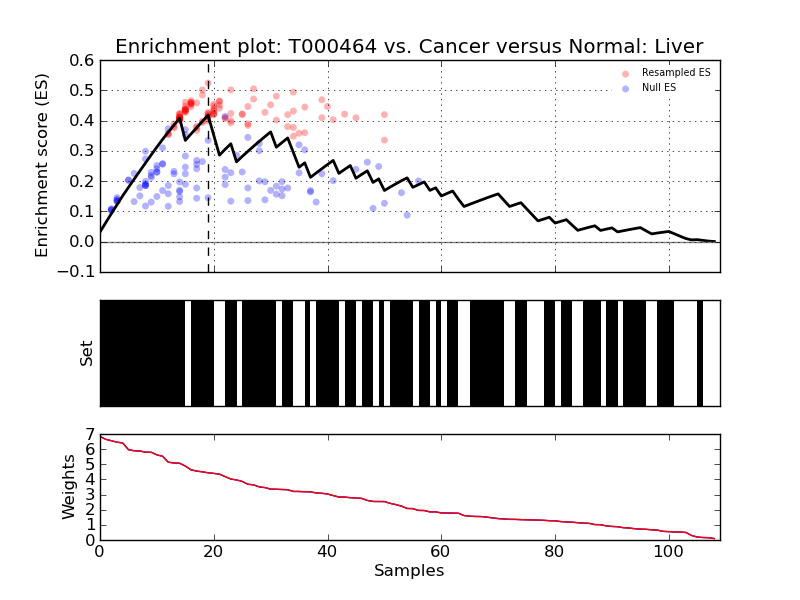 Enrichment plot: T000464 vs. Cancer versus Normal: Liver
0.6
0.5
0.4
0.3
0.2
0.1
0.0
−0.1
Enrichment score (ES)
Resampled ES
Null ES
Set
7
6
5
4
3
2
1
0
Weights
0 20 40 60 80 100
Samples